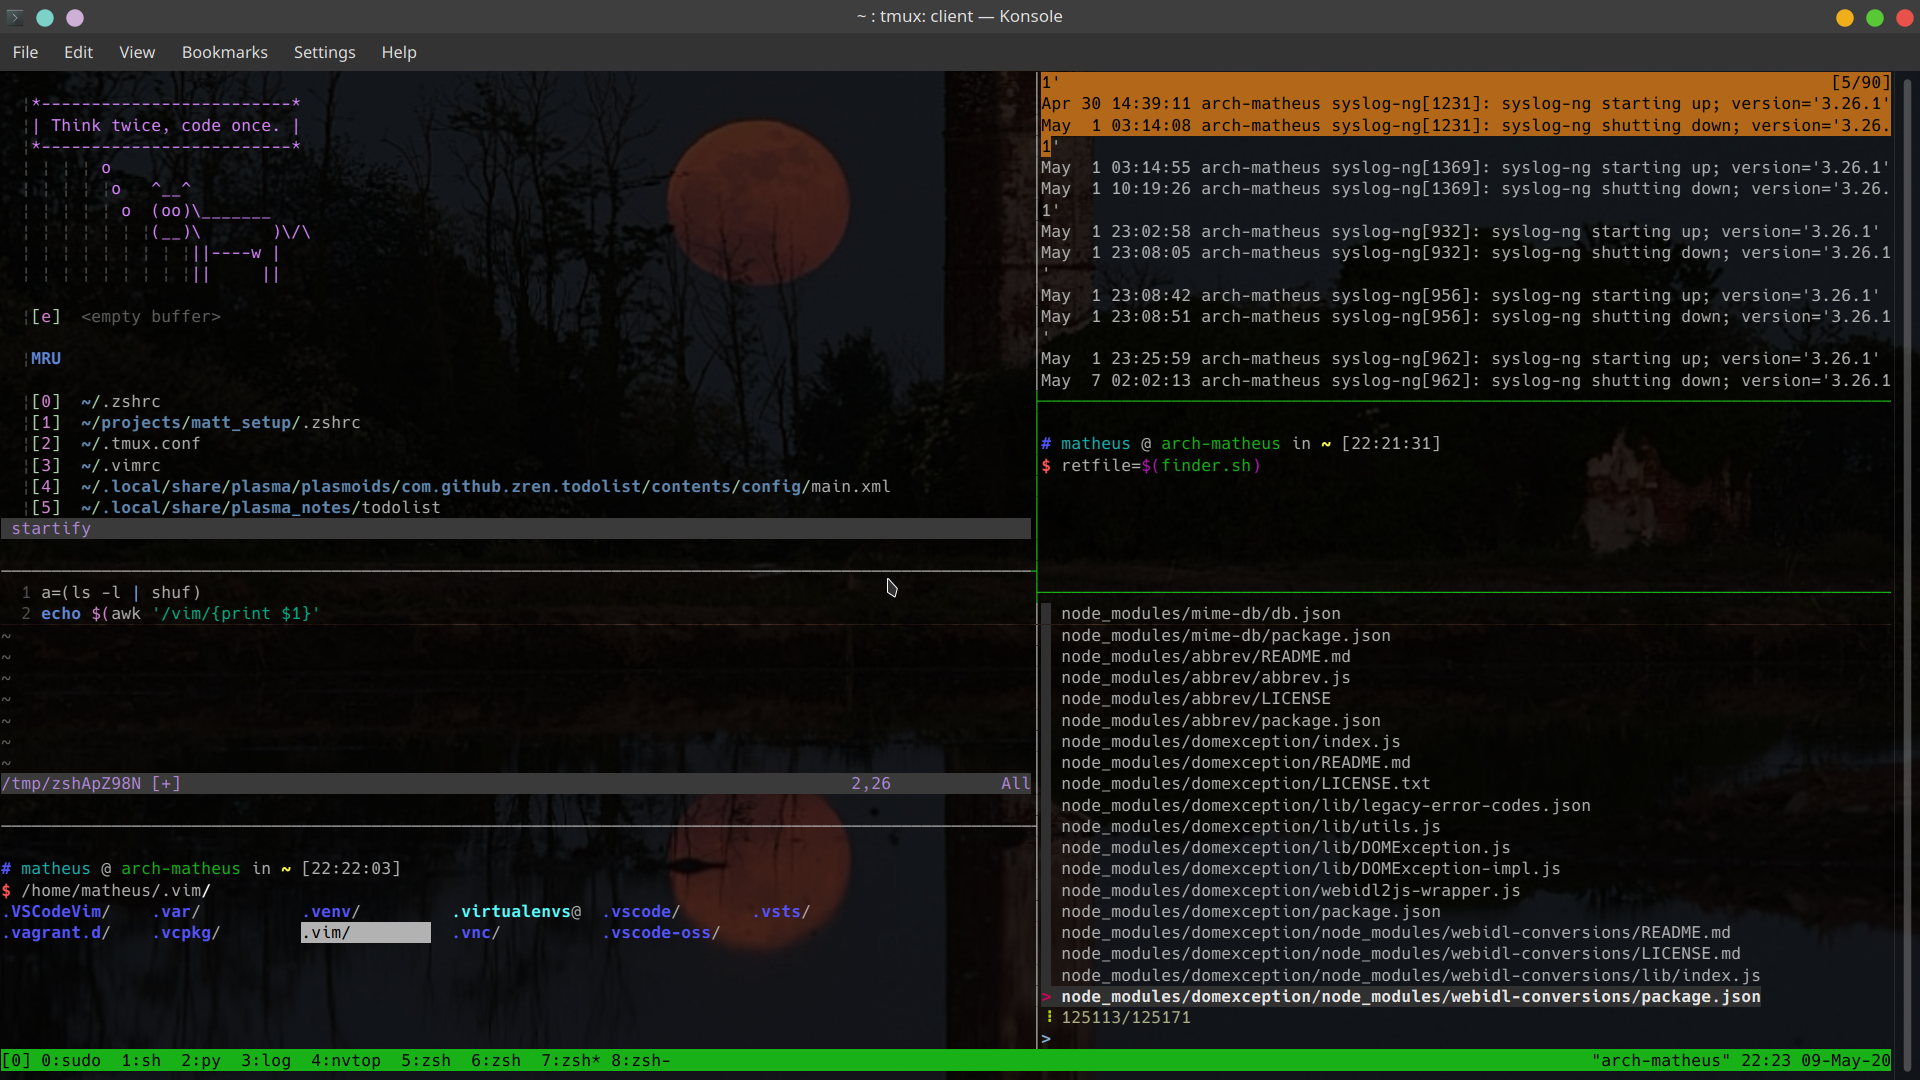 ~ : tmux: client — Konsole
File Edit View Bookmarks Settings Help
*-------------------------*
| Think twice, code once. |
*-------------------------*
o
o   ^__^
o  (oo)\_______
(__)\       )\/\
||----w |
||     ||
[e]  <empty buffer>
MRU
[0]  ~/.zshrc
[1]  ~/projects/matt_setup/.zshrc
[2]  ~/.tmux.conf
[3]  ~/.vimrc
[4]  ~/.local/share/plasma/plasmoids/com.github.zren.todolist/contents/config/main.xml
[5]  ~/.local/share/plasma_notes/todolist
startify
1 a=(ls -l | shuf)
2 echo $(awk '/vim/{print $1}'
~
~
~
~
~
~
~
/tmp/zshApZ98N [+] 2,26 All
# matheus @ arch-matheus in ~ [22:22:03]
$ /home/matheus/.vim/
.VSCodeVim/ .var/ .venv/ .virtualenvs@ .vscode/ .vsts/
.vagrant.d/ .vcpkg/ .vim/ .vnc/ .vscode-oss/
1' [5/90]
Apr 30 14:39:11 arch-matheus syslog-ng[1231]: syslog-ng starting up; version='3.26.1'
May  1 03:14:08 arch-matheus syslog-ng[1231]: syslog-ng shutting down; version='3.26.
1'
May  1 03:14:55 arch-matheus syslog-ng[1369]: syslog-ng starting up; version='3.26.1'
May  1 10:19:26 arch-matheus syslog-ng[1369]: syslog-ng shutting down; version='3.26.
1'
May  1 23:02:58 arch-matheus syslog-ng[932]: syslog-ng starting up; version='3.26.1'
May  1 23:08:05 arch-matheus syslog-ng[932]: syslog-ng shutting down; version='3.26.1
'
May  1 23:08:42 arch-matheus syslog-ng[956]: syslog-ng starting up; version='3.26.1'
May  1 23:08:51 arch-matheus syslog-ng[956]: syslog-ng shutting down; version='3.26.1
'
May  1 23:25:59 arch-matheus syslog-ng[962]: syslog-ng starting up; version='3.26.1'
May  7 02:02:13 arch-matheus syslog-ng[962]: syslog-ng shutting down; version='3.26.1
# matheus @ arch-matheus in ~ [22:21:31]
$ retfile=$(finder.sh)
node_modules/mime-db/db.json
node_modules/mime-db/package.json
node_modules/abbrev/README.md
node_modules/abbrev/abbrev.js
node_modules/abbrev/LICENSE
node_modules/abbrev/package.json
node_modules/domexception/index.js
node_modules/domexception/README.md
node_modules/domexception/LICENSE.txt
node_modules/domexception/lib/legacy-error-codes.json
node_modules/domexception/lib/utils.js
node_modules/domexception/lib/DOMException.js
node_modules/domexception/lib/DOMException-impl.js
node_modules/domexception/webidl2js-wrapper.js
node_modules/domexception/package.json
node_modules/domexception/node_modules/webidl-conversions/README.md
node_modules/domexception/node_modules/webidl-conversions/LICENSE.md
node_modules/domexception/node_modules/webidl-conversions/lib/index.js
> node_modules/domexception/node_modules/webidl-conversions/package.json
125113/125171
>
[0] 0:sudo  1:sh  2:py  3:log  4:nvtop  5:zsh  6:zsh  7:zsh* 8:zsh- "arch-matheus" 22:23 09-May-20